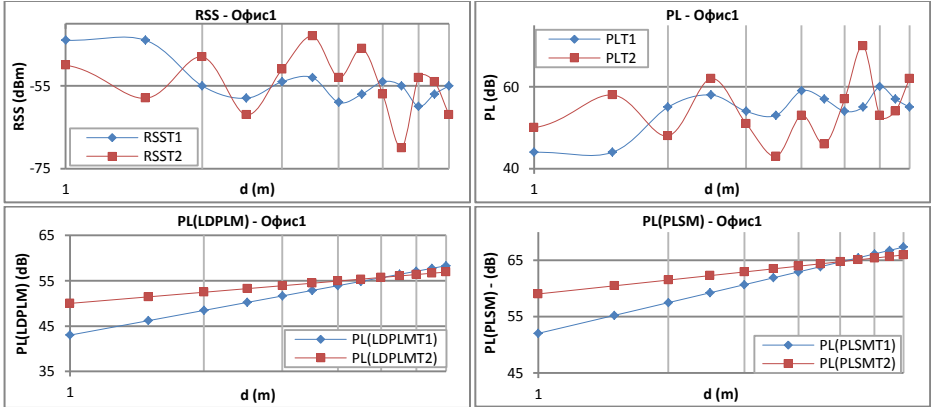 RSS - Офис1
RSS (dBm)
-55
-75
RSST1
RSST2
1
d (m)
PL - Офис1
PL (dB)
60
40
PLT1
PLT2
1
d (m)
PL(LDPLM) - Офис1
PL(LDPLM) (dB)
65
55
45
35
PL(LDPLMT1)
PL(LDPLMT2)
1
d (m)
PL(PLSM) - Офис1
PL(PLSM) - (dB)
65
55
45
PL(PLSMT1)
PL(PLSMT2)
1
d (m)